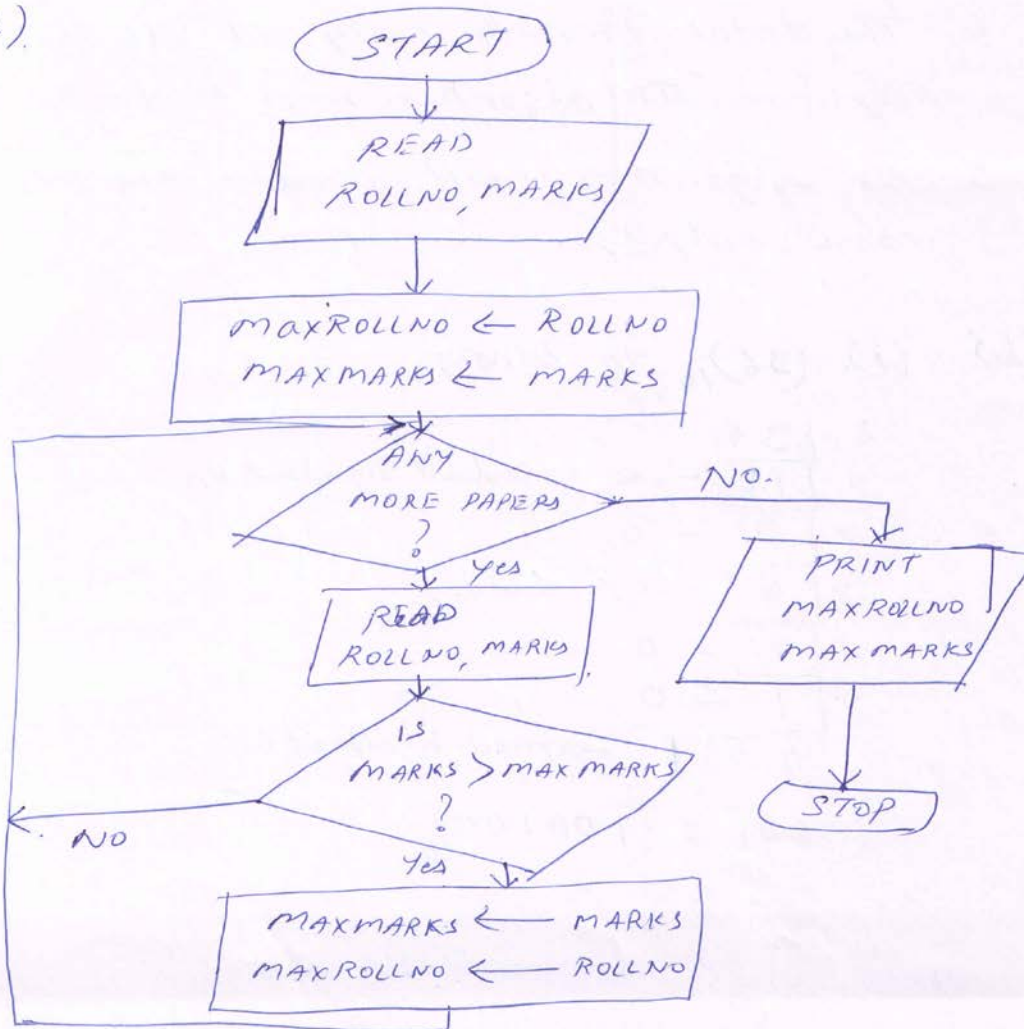 ).
START
READ
ROLLNO, MARKS
MAXROLLNO ← ROLLNO
MAXMARKS ← MARKS
ANY
MORE PAPERS
?
NO.
Yes
PRINT
MAXROLLNO
MAXMARKS
READ
ROLLNO, MARKS
IS
MARKS > MAXMARKS
?
NO
Yes
STOP
MAXMARKS ← MARKS
MAXROLLNO ← ROLLNO